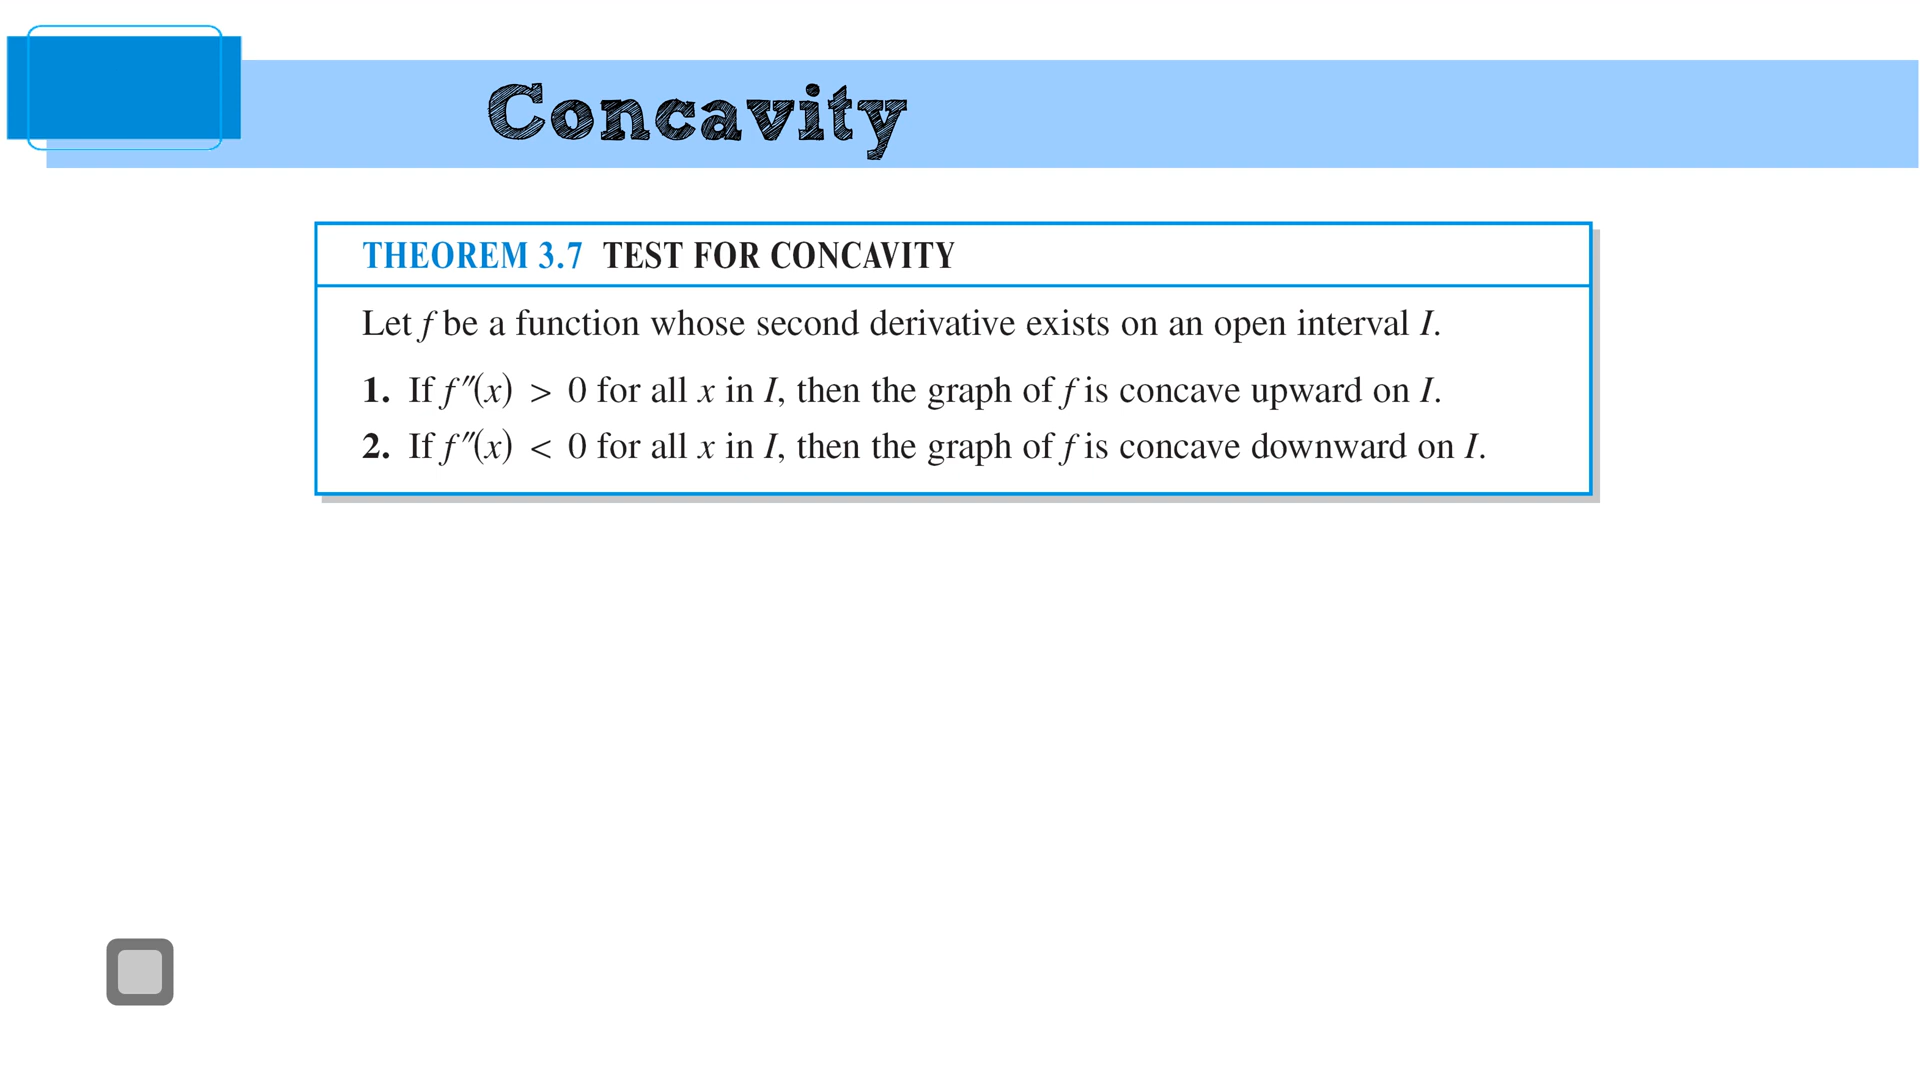 Concavity
THEOREM 3.7 TEST FOR CONCAVITY
Let f be a function whose second derivative exists on an open interval I.
1. If f″(x) > 0 for all x in I, then the graph of f is concave upward on I.
2. If f″(x) < 0 for all x in I, then the graph of f is concave downward on I.